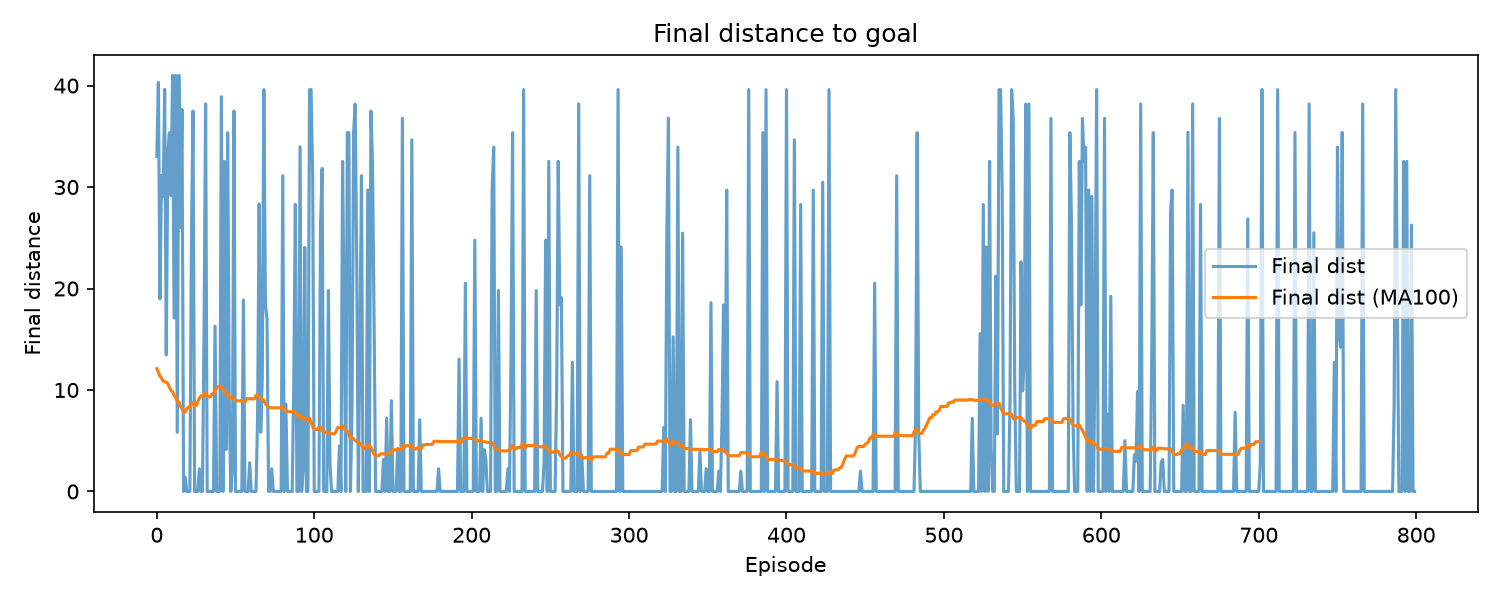 Final distance to goal
Final distance
40
30
20
10
0
Final dist
Final dist (MA100)
0 100 200 300 400 500 600 700 800
Episode